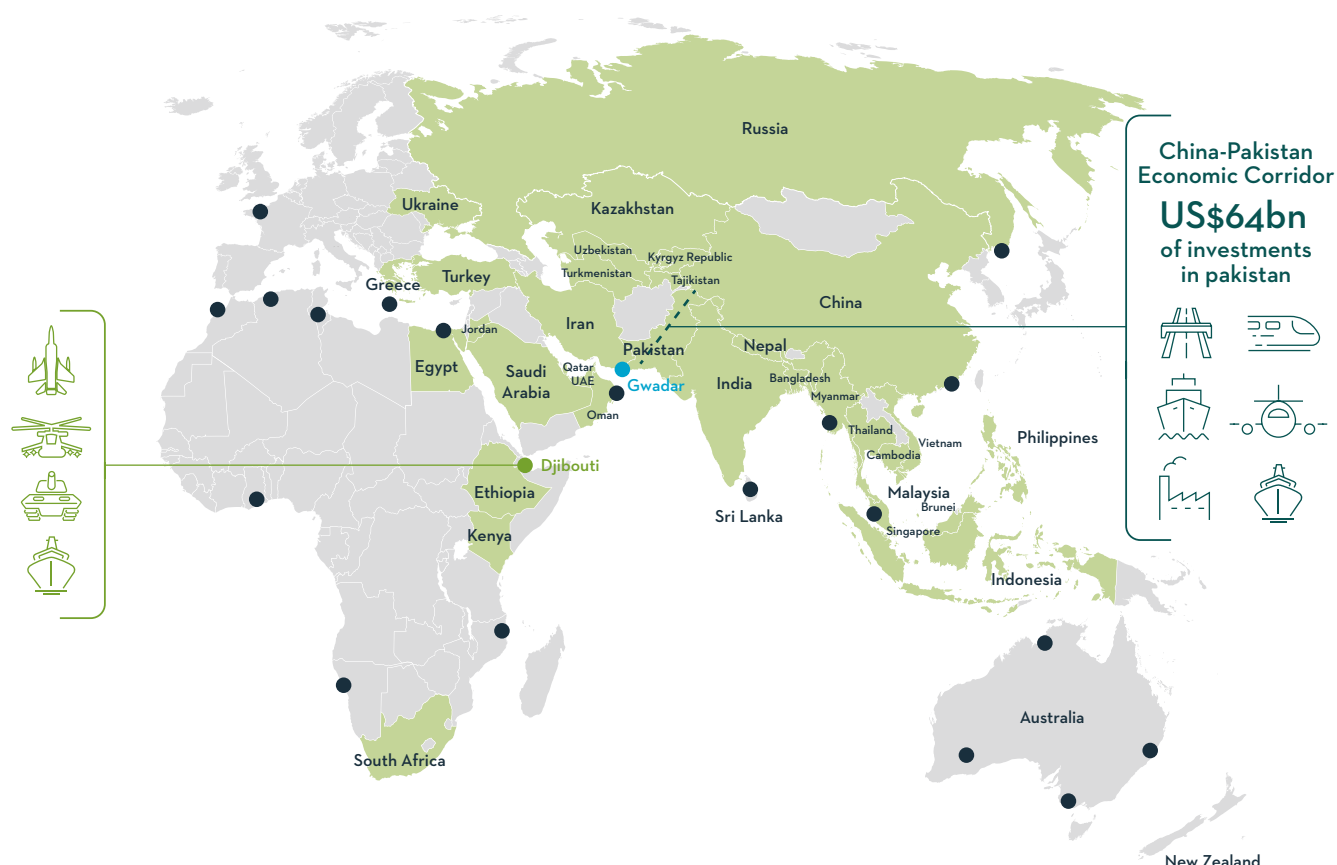 Russia
China-Pakistan
Economic Corridor
US$64bn
of investments
in pakistan
Ukraine
Kazakhstan
Uzbekistan
Kyrgyz Republic
Turkmenistan
Tajikistan
Greece
Turkey
China
Jordan
Iran
Pakistan
Nepal
Egypt
Saudi
Arabia
Qatar
UAE
Gwadar
India
Bangladesh
Myanmar
Oman
Thailand
Vietnam
Cambodia
Philippines
Djibouti
Ethiopia
Malaysia
Brunei
Sri Lanka
Singapore
Kenya
Indonesia
Australia
South Africa
New Zealand